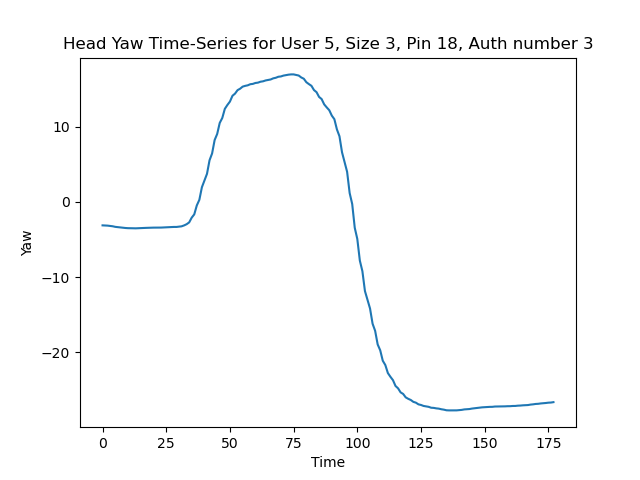 Head Yaw Time-Series for User 5, Size 3, Pin 18, Auth number 3
10
0
−10
−20
Yaw
0 25 50 75 100 125 150 175
Time